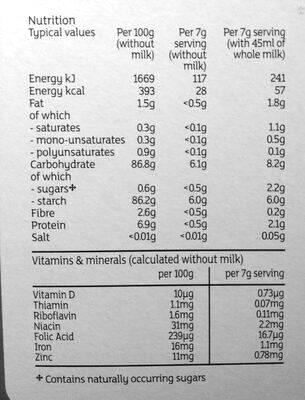 Nutrition
Typical values Per 100g Per 7g Per 7g serving
(without serving (with 45ml of
milk) (without whole milk)
milk)
Energy kJ 1669 117 241
Energy kcal 393 28 57
Fat 1.5g <0.5g 1.8g
of which
- saturates 0.3g <0.1g 1.1g
- mono-unsaturates 0.3g <0.1g 0.5g
- polyunsaturates 0.9g <0.1g 0.1g
Carbohydrate 86.8g 6.1g 8.2g
of which
- sugars✢ 0.6g <0.5g 2.2g
- starch 86.2g 6.0g 6.0g
Fibre 2.6g <0.5g 0.2g
Protein 6.9g <0.5g 2.1g
Salt <0.01g <0.01g 0.05g
Vitamins & minerals (calculated without milk)
per 100g per 7g serving
Vitamin D 10µg 0.73µg
Thiamin 1.1mg 0.07mg
Riboflavin 1.6mg 0.11mg
Niacin 31mg 2.2mg
Folic Acid 239µg 16.7µg
Iron 16mg 1.1mg
Zinc 11mg 0.78mg
✢ Contains naturally occurring sugars